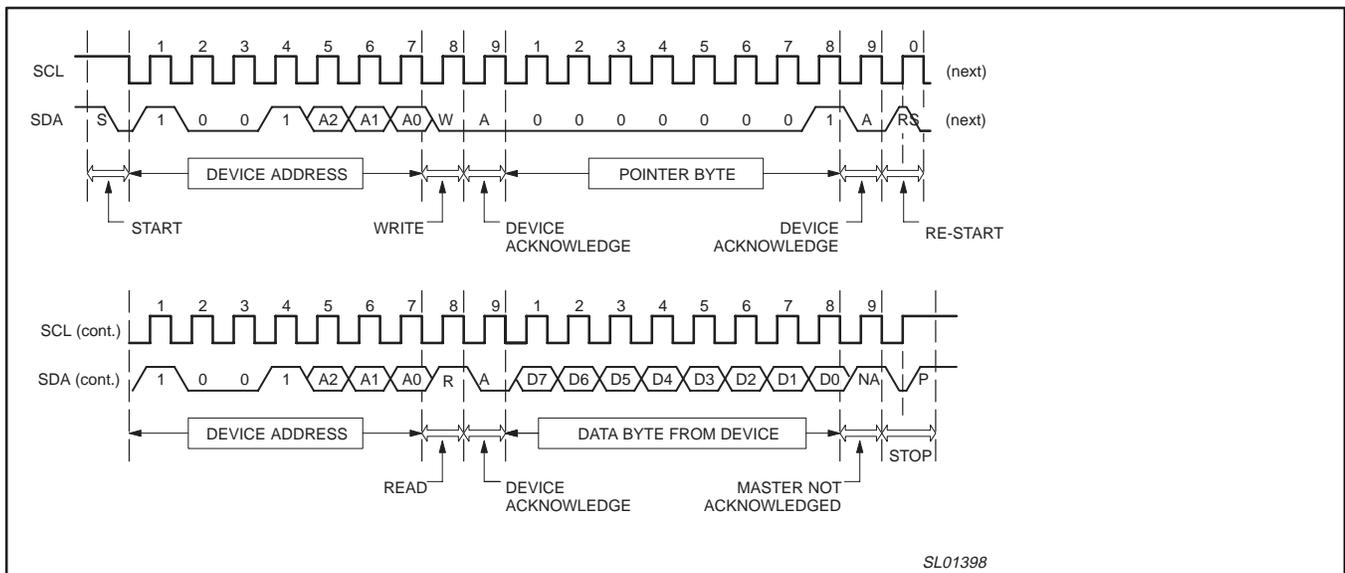 1 2 3 4 5 6 7 8 9 1 2 3 4 5 6 7 8 9 0
SCL (next)
SDA S 1 0 0 1 A2 A1 A0 W A 0 0 0 0 0 0 0 1 A RS (next)
DEVICE ADDRESS POINTER BYTE
START WRITE DEVICE ACKNOWLEDGE DEVICE ACKNOWLEDGE RE-START
1 2 3 4 5 6 7 8 9 1 2 3 4 5 6 7 8 9
SCL (cont.)
SDA (cont.) 1 0 0 1 A2 A1 A0 R A D7 D6 D5 D4 D3 D2 D1 D0 NA P
DEVICE ADDRESS DATA BYTE FROM DEVICE
STOP
READ DEVICE ACKNOWLEDGE MASTER NOT ACKNOWLEDGED
SL01398